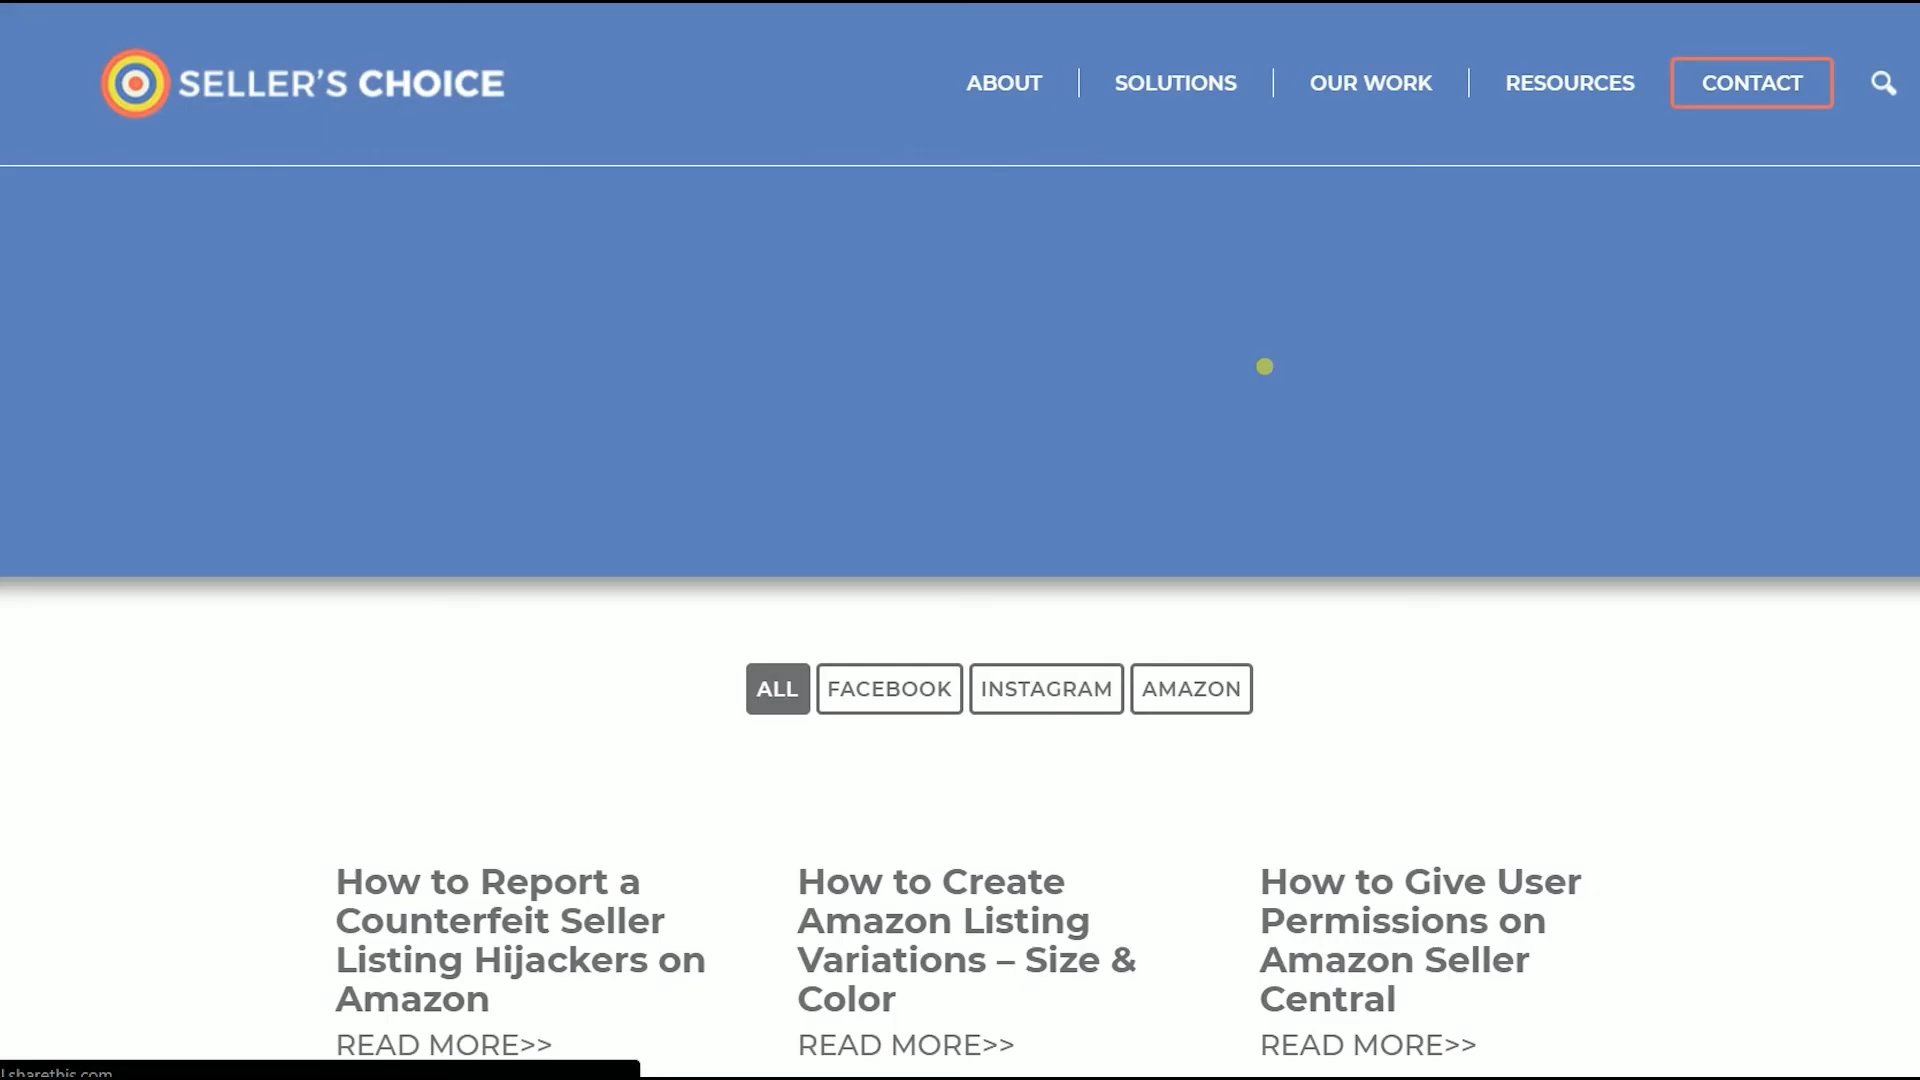 SELLER'S CHOICE
ABOUT
SOLUTIONS
OUR WORK
RESOURCES
CONTACT
ALL
FACEBOOK
INSTAGRAM
AMAZON
How to Report a
Counterfeit Seller
Listing Hijackers on
Amazon
READ MORE>>
How to Create
Amazon Listing
Variations – Size &
Color
READ MORE>>
How to Give User
Permissions on
Amazon Seller
Central
READ MORE>>
l.sharethis.com